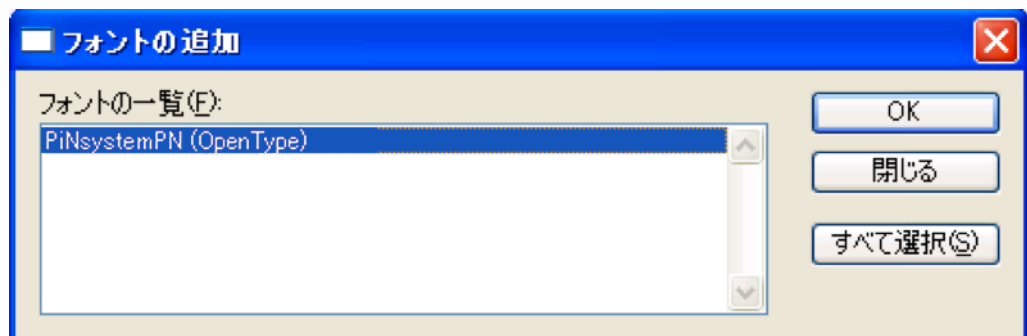 フォントの追加
フォントの一覧(F):
PiNsystemPN (OpenType)
OK
閉じる
すべて選択(S)